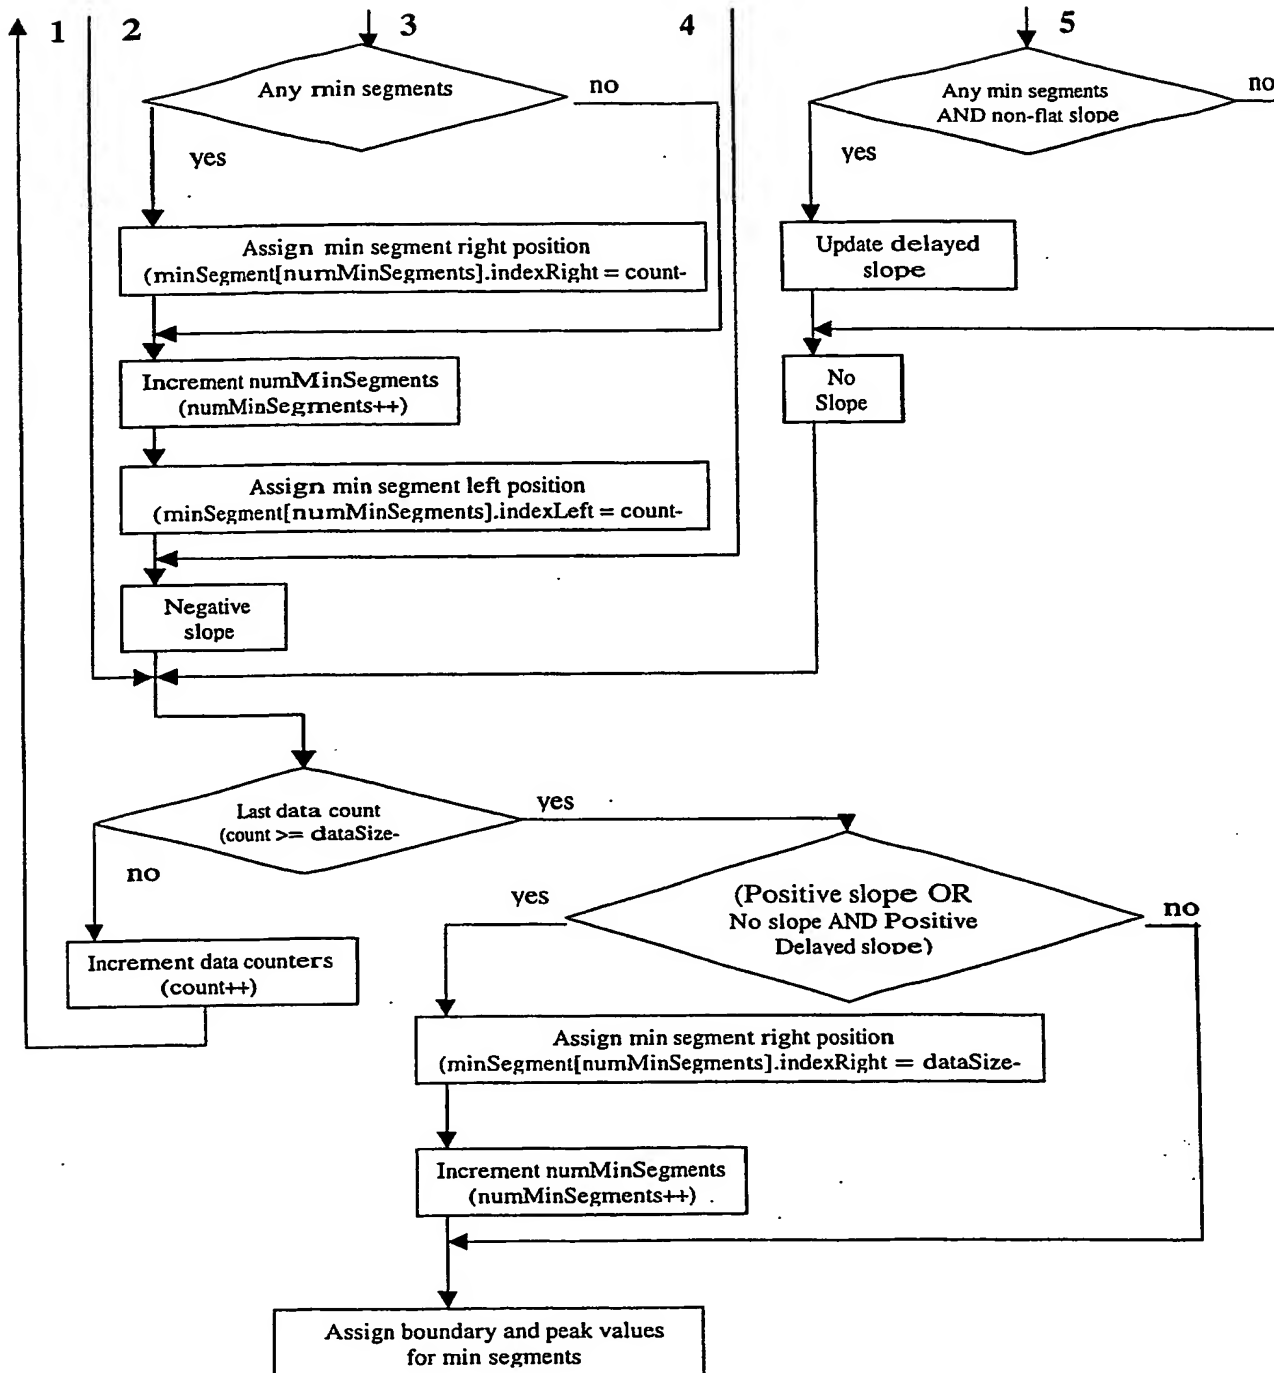 1
2
3
4
5
Any min segments
no
yes
Any min segments
AND non-flat slope
no
yes
Assign min segment right position
(minSegment[numMinSegments].indexRight = count-
Update delayed
slope
Increment numMinSegments
(numMinSegments++)
No
Slope
Assign min segment left position
(minSegment[numMinSegments].indexLeft = count-
Negative
slope
Last data count
(count >= dataSize-
yes
no
(Positive slope OR
No slope AND Positive
Delayed slope)
yes
no
Increment data counters
(count++)
Assign min segment right position
(minSegment[numMinSegments].indexRight = dataSize-
Increment numMinSegments
(numMinSegments++)
Assign boundary and peak values
for min segments